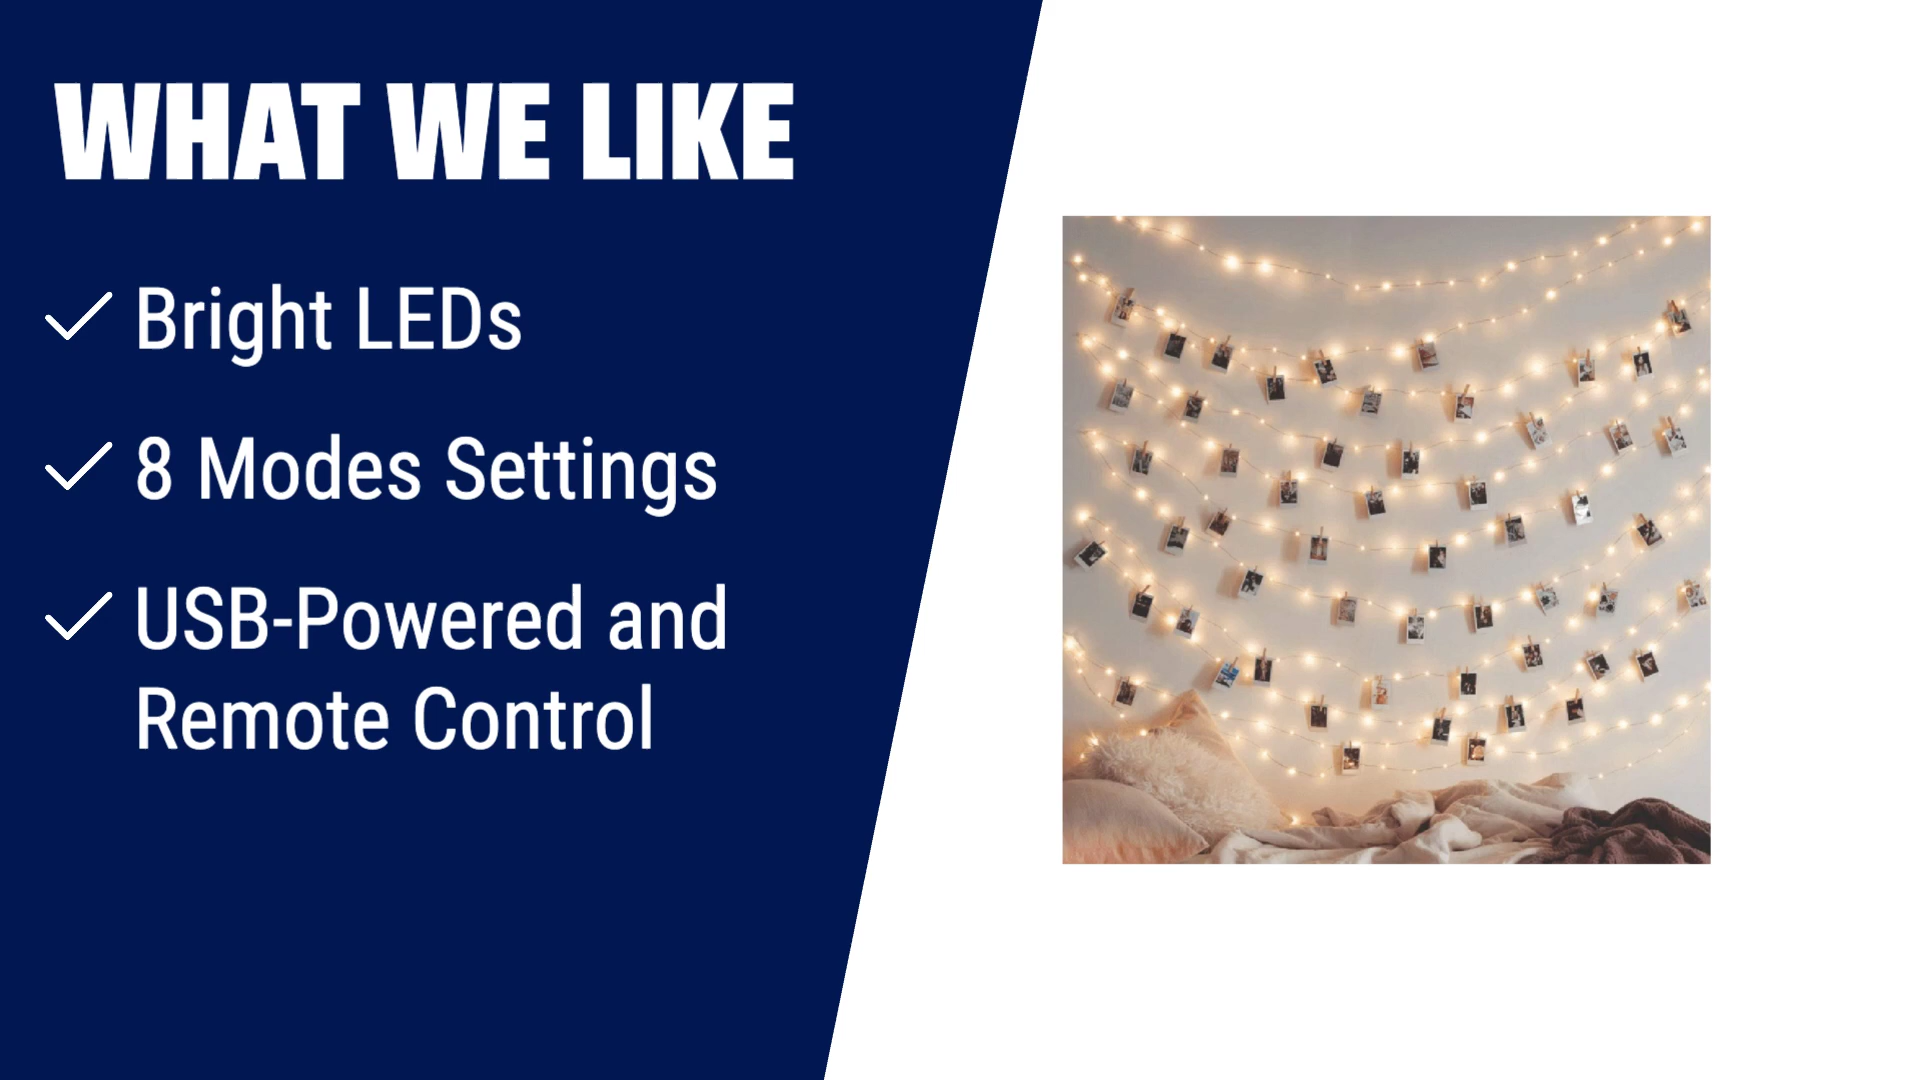 WHAT WE LIKE
Bright LEDs
8 Modes Settings
USB-Powered and
Remote Control